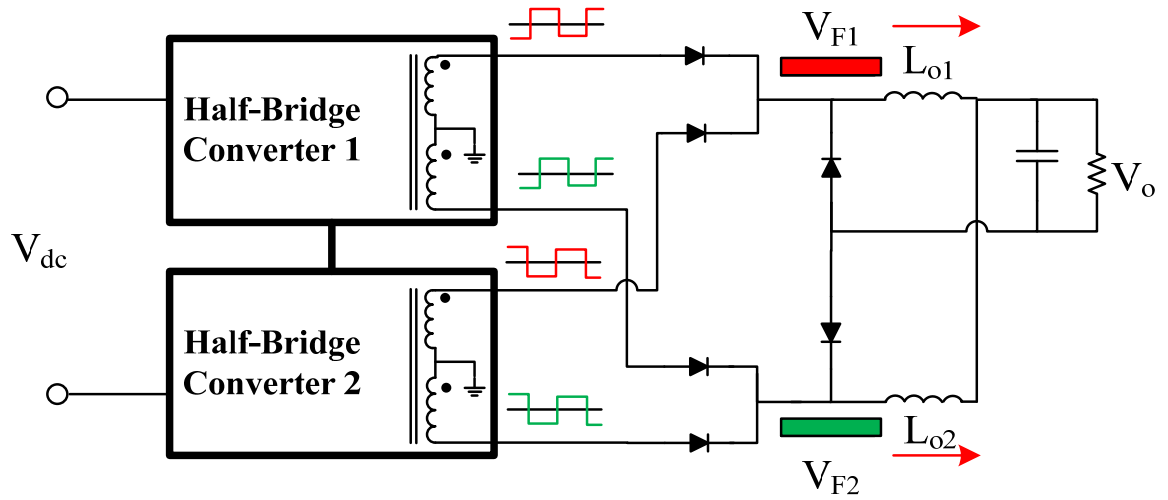 V_F1
L_o1
Half-Bridge
Converter 1
V_o
V_dc
Half-Bridge
Converter 2
L_o2
V_F2